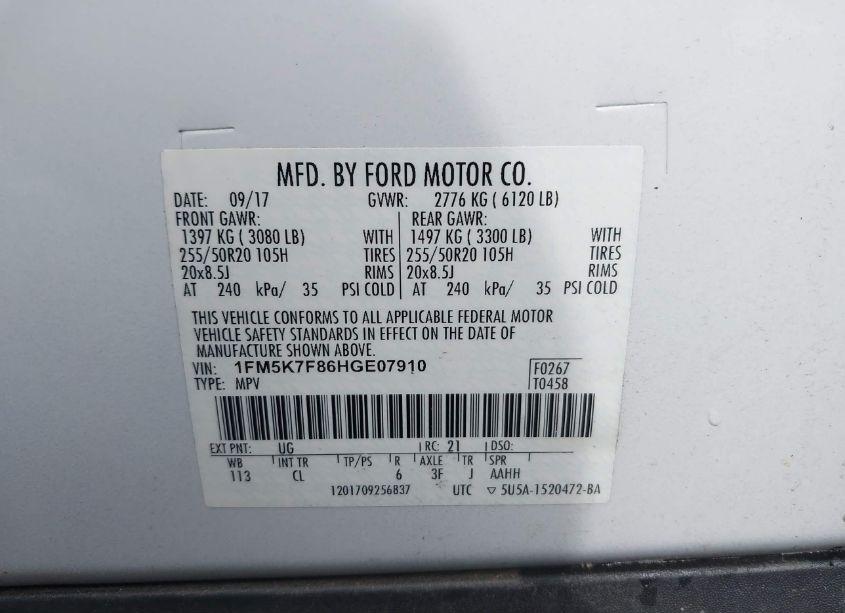 MFD. BY FORD MOTOR CO.
DATE: 09/17 GVWR: 2776 KG ( 6120 LB)
FRONT GAWR: REAR GAWR:
1397 KG ( 3080 LB) WITH 1497 KG ( 3300 LB) WITH
255/50R20 105H TIRES 255/50R20 105H TIRES
20x8.5J RIMS 20x8.5J RIMS
AT 240 kPa/ 35 PSI COLD AT 240 kPa/ 35 PSI COLD
THIS VEHICLE CONFORMS TO ALL APPLICABLE FEDERAL MOTOR
VEHICLE SAFETY STANDARDS IN EFFECT ON THE DATE OF
MANUFACTURE SHOWN ABOVE.
VIN: 1FM5K7F86HGE07910 F0267
TYPE: MPV T0458
EXT PNT: UG RC: 21 DSO:
WB INT TR TP/PS R AXLE TR SPR
113 CL 6 3F J AAHH
1201709256837 UTC ▽ 5U5A-1520472-BA